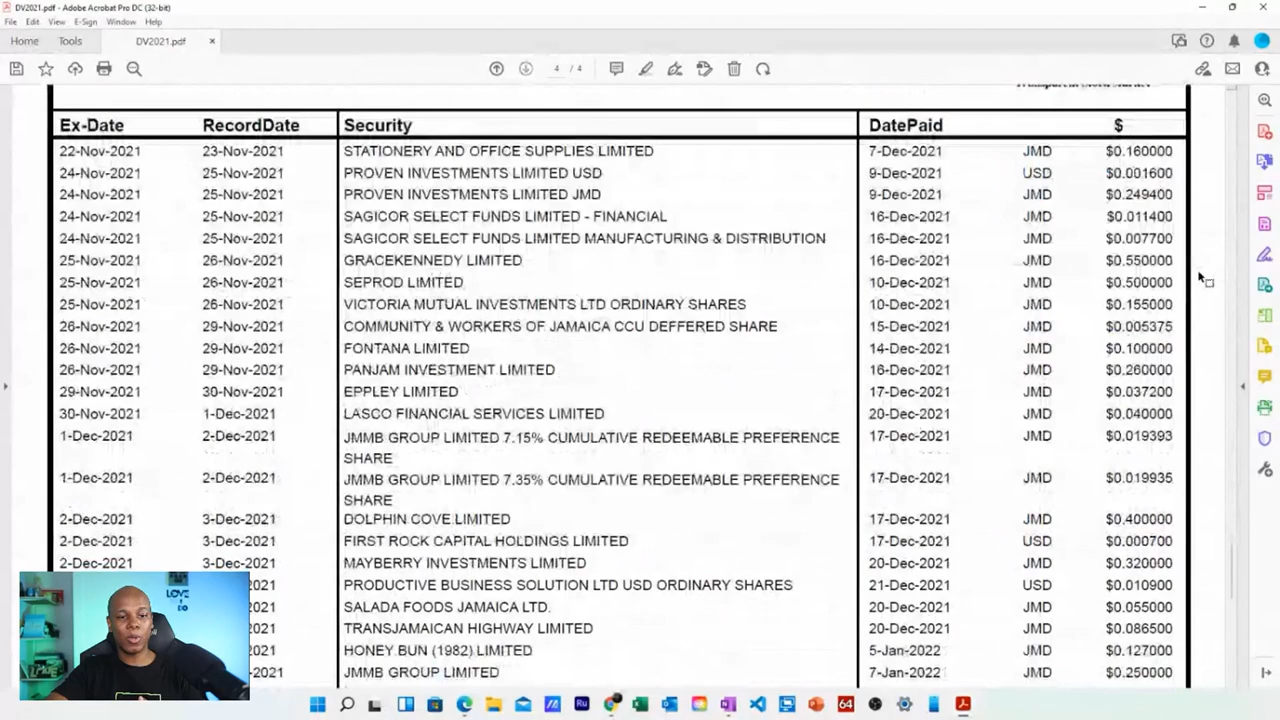 DV2021.pdf - Adobe Acrobat Pro DC (32-bit)
File Edit View E-Sign Window Help
Home Tools DV2021.pdf ×
4 / 4
Ex-Date RecordDate Security DatePaid $
22-Nov-2021 23-Nov-2021 STATIONERY AND OFFICE SUPPLIES LIMITED 7-Dec-2021 JMD $0.160000
24-Nov-2021 25-Nov-2021 PROVEN INVESTMENTS LIMITED USD 9-Dec-2021 USD $0.001600
24-Nov-2021 25-Nov-2021 PROVEN INVESTMENTS LIMITED JMD 9-Dec-2021 JMD $0.249400
24-Nov-2021 25-Nov-2021 SAGICOR SELECT FUNDS LIMITED - FINANCIAL 16-Dec-2021 JMD $0.011400
24-Nov-2021 25-Nov-2021 SAGICOR SELECT FUNDS LIMITED MANUFACTURING & DISTRIBUTION 16-Dec-2021 JMD $0.007700
25-Nov-2021 26-Nov-2021 GRACEKENNEDY LIMITED 16-Dec-2021 JMD $0.550000
25-Nov-2021 26-Nov-2021 SEPROD LIMITED 10-Dec-2021 JMD $0.500000
25-Nov-2021 26-Nov-2021 VICTORIA MUTUAL INVESTMENTS LTD ORDINARY SHARES 10-Dec-2021 JMD $0.155000
26-Nov-2021 29-Nov-2021 COMMUNITY & WORKERS OF JAMAICA CCU DEFFERED SHARE 15-Dec-2021 JMD $0.005375
26-Nov-2021 29-Nov-2021 FONTANA LIMITED 14-Dec-2021 JMD $0.100000
26-Nov-2021 29-Nov-2021 PANJAM INVESTMENT LIMITED 16-Dec-2021 JMD $0.260000
29-Nov-2021 30-Nov-2021 EPPLEY LIMITED 17-Dec-2021 JMD $0.037200
30-Nov-2021 1-Dec-2021 LASCO FINANCIAL SERVICES LIMITED 20-Dec-2021 JMD $0.040000
1-Dec-2021 2-Dec-2021 JMMB GROUP LIMITED 7.15% CUMULATIVE REDEEMABLE PREFERENCE 17-Dec-2021 JMD $0.019393
SHARE
1-Dec-2021 2-Dec-2021 JMMB GROUP LIMITED 7.35% CUMULATIVE REDEEMABLE PREFERENCE 17-Dec-2021 JMD $0.019935
SHARE
2-Dec-2021 3-Dec-2021 DOLPHIN COVE LIMITED 17-Dec-2021 JMD $0.400000
2-Dec-2021 3-Dec-2021 FIRST ROCK CAPITAL HOLDINGS LIMITED 17-Dec-2021 USD $0.000700
2-Dec-2021 3-Dec-2021 MAYBERRY INVESTMENTS LIMITED 20-Dec-2021 JMD $0.320000
2021 PRODUCTIVE BUSINESS SOLUTION LTD USD ORDINARY SHARES 21-Dec-2021 USD $0.010900
2021 SALADA FOODS JAMAICA LTD. 20-Dec-2021 JMD $0.055000
2021 TRANSJAMAICAN HIGHWAY LIMITED 20-Dec-2021 JMD $0.086500
2021 HONEY BUN (1982) LIMITED 5-Jan-2022 JMD $0.127000
2021 JMMB GROUP LIMITED 7-Jan-2022 JMD $0.250000
LOVE
DO
Ru
64